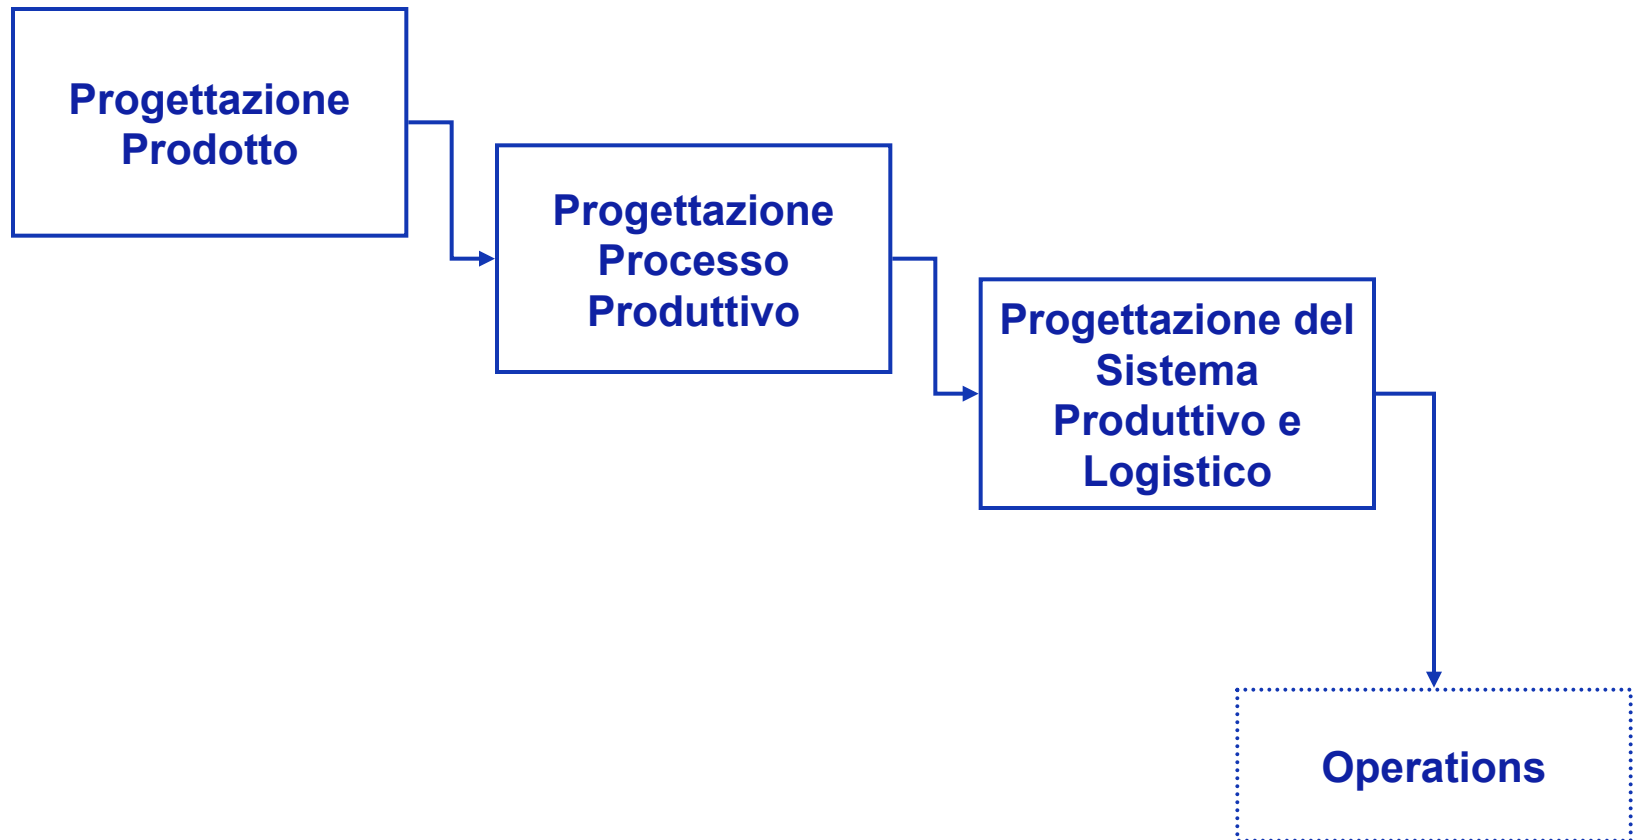 Progettazione
Prodotto
Progettazione
Processo
Produttivo
Progettazione del
Sistema
Produttivo e
Logistico
Operations